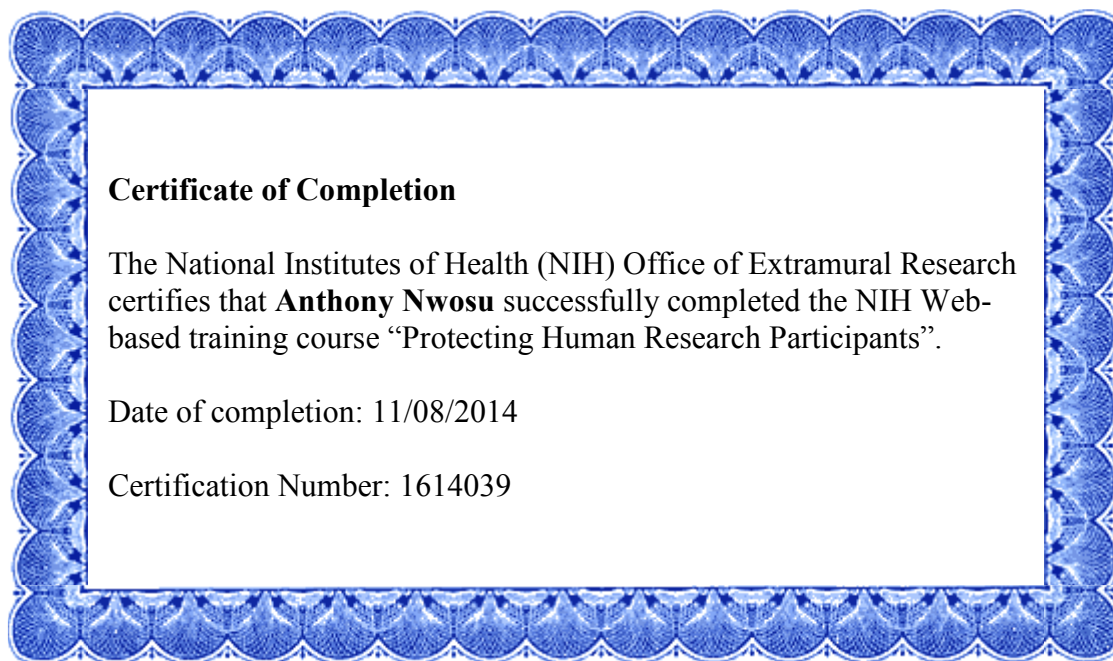 Certificate of Completion
The National Institutes of Health (NIH) Office of Extramural Research
certifies that Anthony Nwosu successfully completed the NIH Web-
based training course “Protecting Human Research Participants”.
Date of completion: 11/08/2014
Certification Number: 1614039